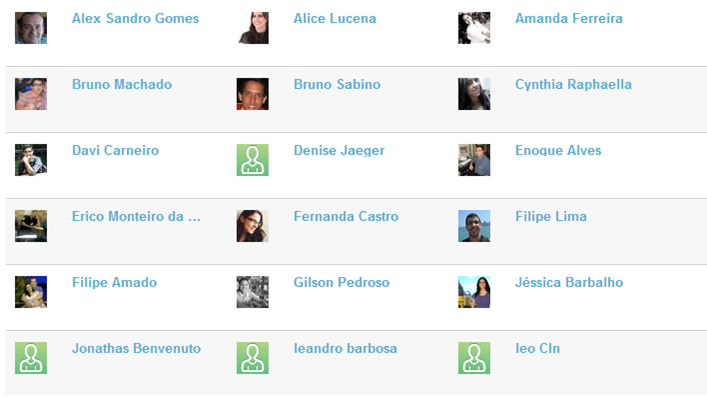 Alex Sandro Gomes
Alice Lucena
Amanda Ferreira
Bruno Machado
Bruno Sabino
Cynthia Raphaella
Davi Carneiro
Denise Jaeger
Enoque Alves
Erico Monteiro da ...
Fernanda Castro
Filipe Lima
Filipe Amado
Gilson Pedroso
Jéssica Barbalho
Jonathas Benvenuto
leandro barbosa
leo CIn